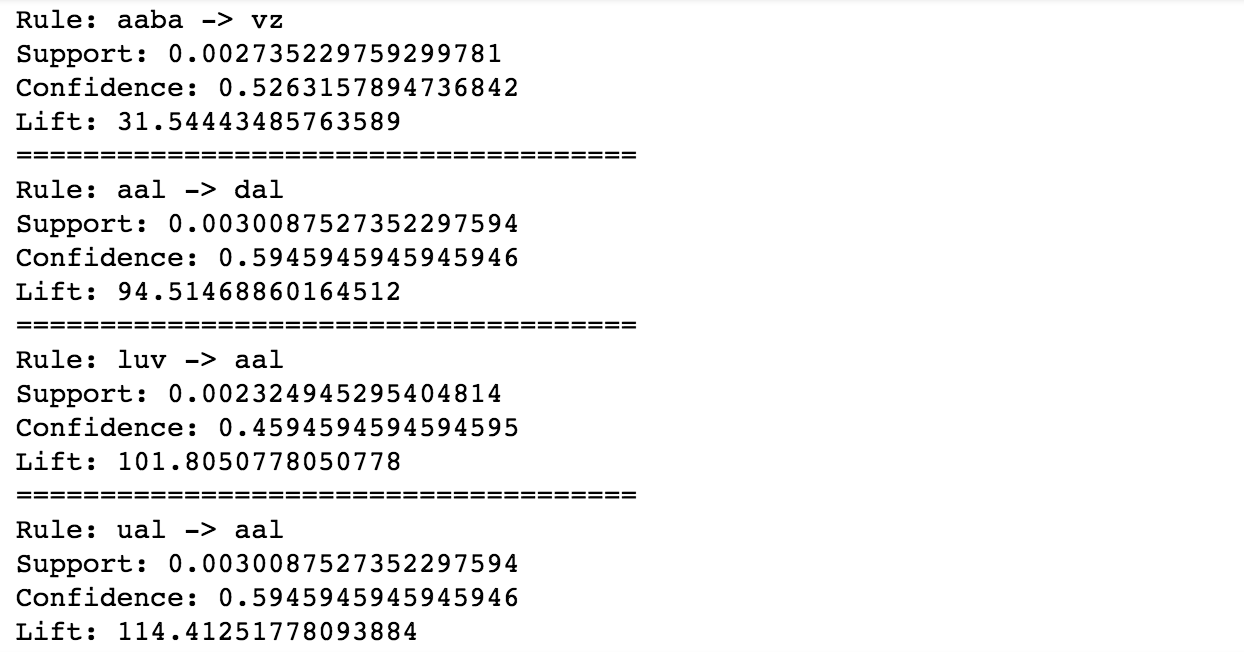 Rule: aaba -> vz
Support: 0.002735229759299781
Confidence: 0.5263157894736842
Lift: 31.54443485763589
=====================================
Rule: aal -> dal
Support: 0.0030087527352297594
Confidence: 0.5945945945945946
Lift: 94.51468860164512
=====================================
Rule: luv -> aal
Support: 0.002324945295404814
Confidence: 0.4594594594594595
Lift: 101.8050778050778
=====================================
Rule: ual -> aal
Support: 0.0030087527352297594
Confidence: 0.5945945945945946
Lift: 114.41251778093884